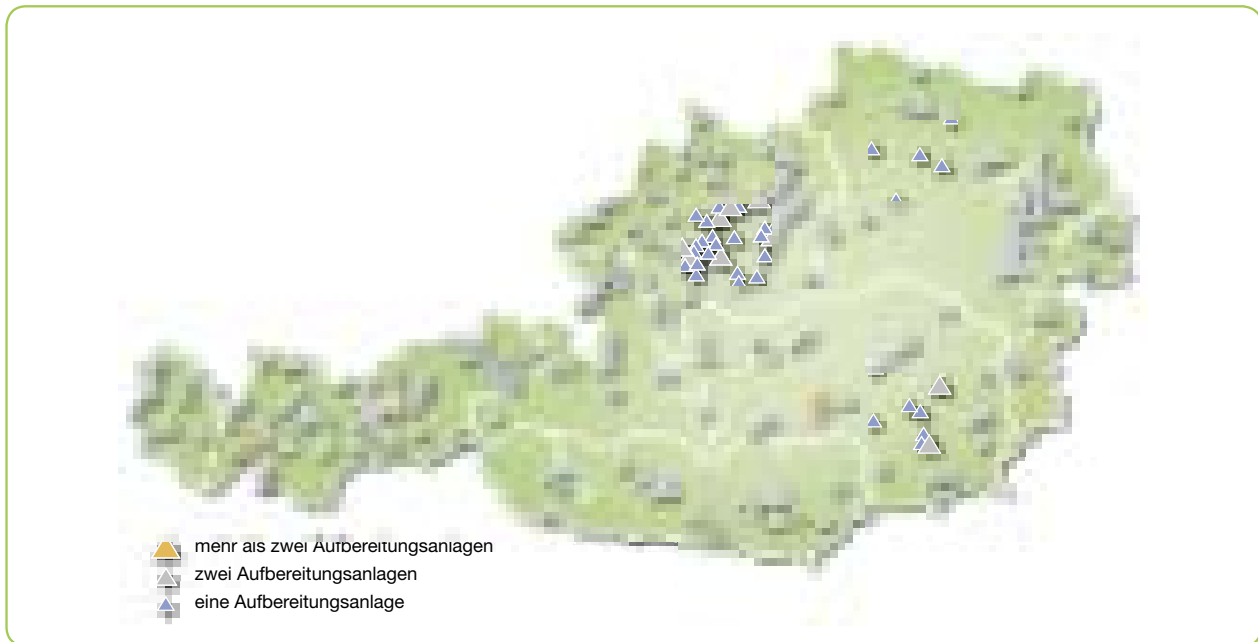 mehr als zwei Aufbereitungsanlagen
zwei Aufbereitungsanlagen
eine Aufbereitungsanlage